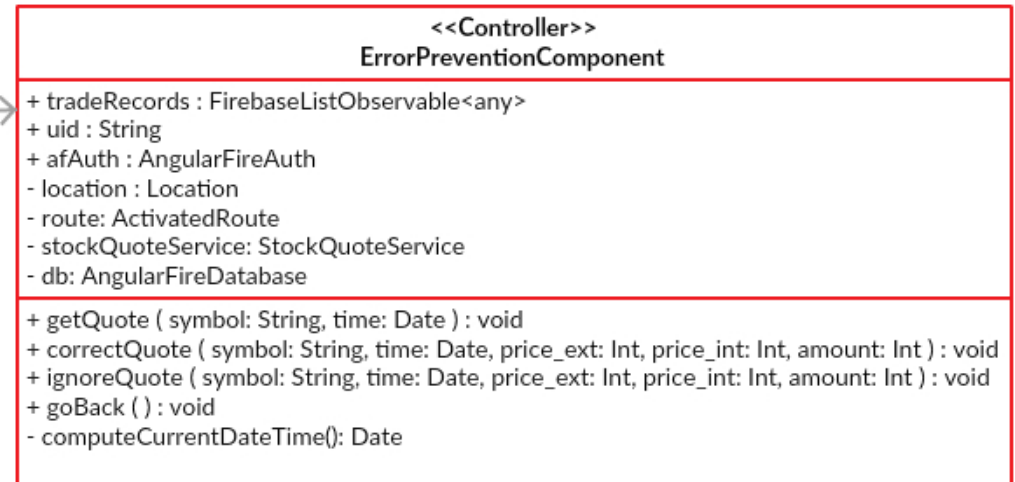 <<Controller>>
ErrorPreventionComponent
+ tradeRecords : FirebaseListObservable<any>
+ uid : String
+ afAuth : AngularFireAuth
- location : Location
- route: ActivatedRoute
- stockQuoteService: StockQuoteService
- db: AngularFireDatabase
+ getQuote ( symbol: String, time: Date ) : void
+ correctQuote ( symbol: String, time: Date, price_ext: Int, price_int: Int, amount: Int ) : void
+ ignoreQuote ( symbol: String, time: Date, price_ext: Int, price_int: Int, amount: Int ) : void
+ goBack ( ) : void
- computeCurrentDateTime(): Date